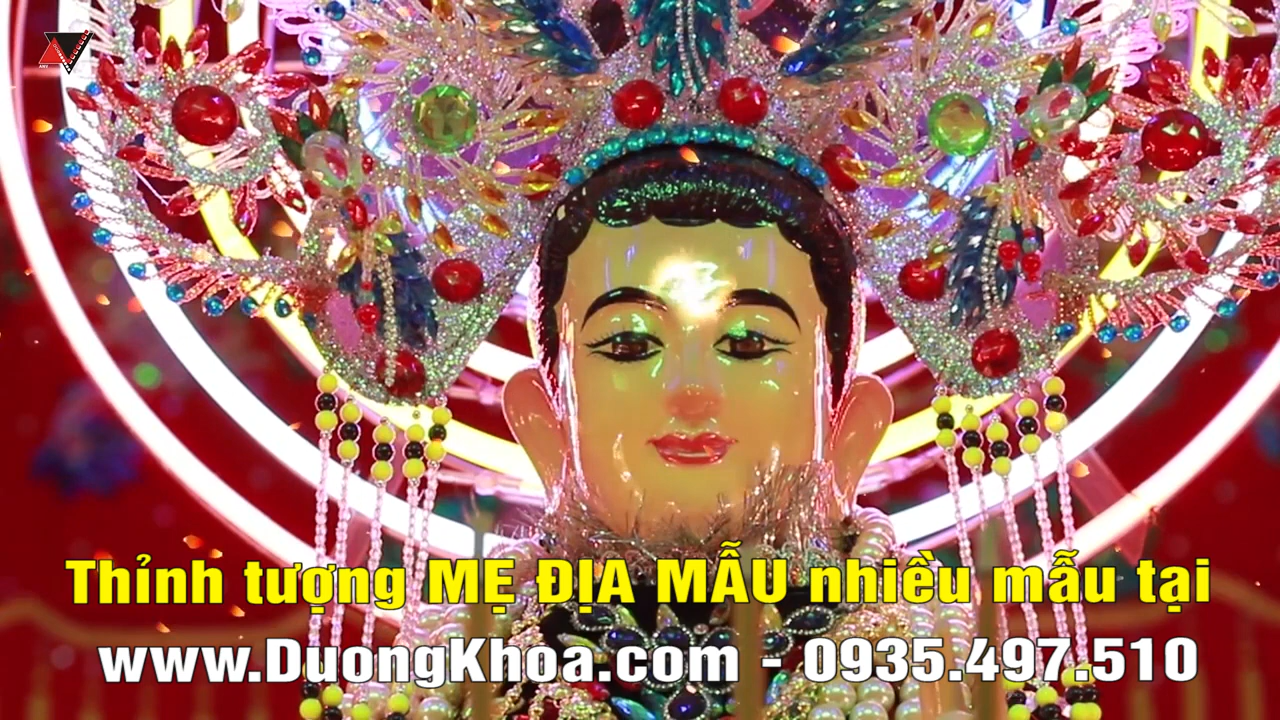 Thỉnh tượng MẸ ĐỊA MẪU nhiều mẫu tại
www.DuongKhoa.com - 0935.497.510